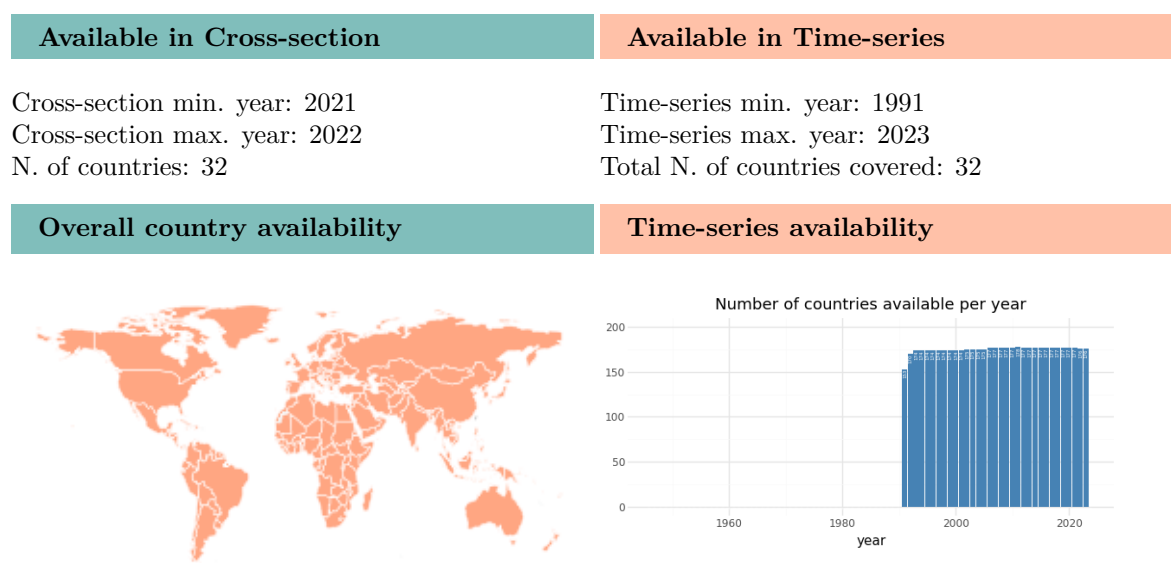 Available in Cross-section
Available in Time-series
Cross-section min. year: 2021
Cross-section max. year: 2022
N. of countries: 32
Time-series min. year: 1991
Time-series max. year: 2023
Total N. of countries covered: 32
Overall country availability
Time-series availability
Number of countries available per year
200
150
100
50
0
1960 1980 2000 2020
year